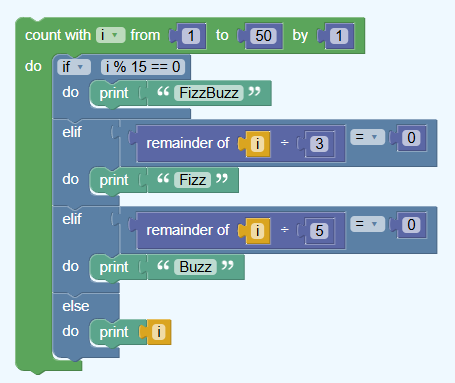 count with i from 1 to 50 by 1
do if i % 15 == 0
do print “ FizzBuzz ”
elif remainder of i ÷ 3 = 0
do print “ Fizz ”
elif remainder of i ÷ 5 = 0
do print “ Buzz ”
else
do print i